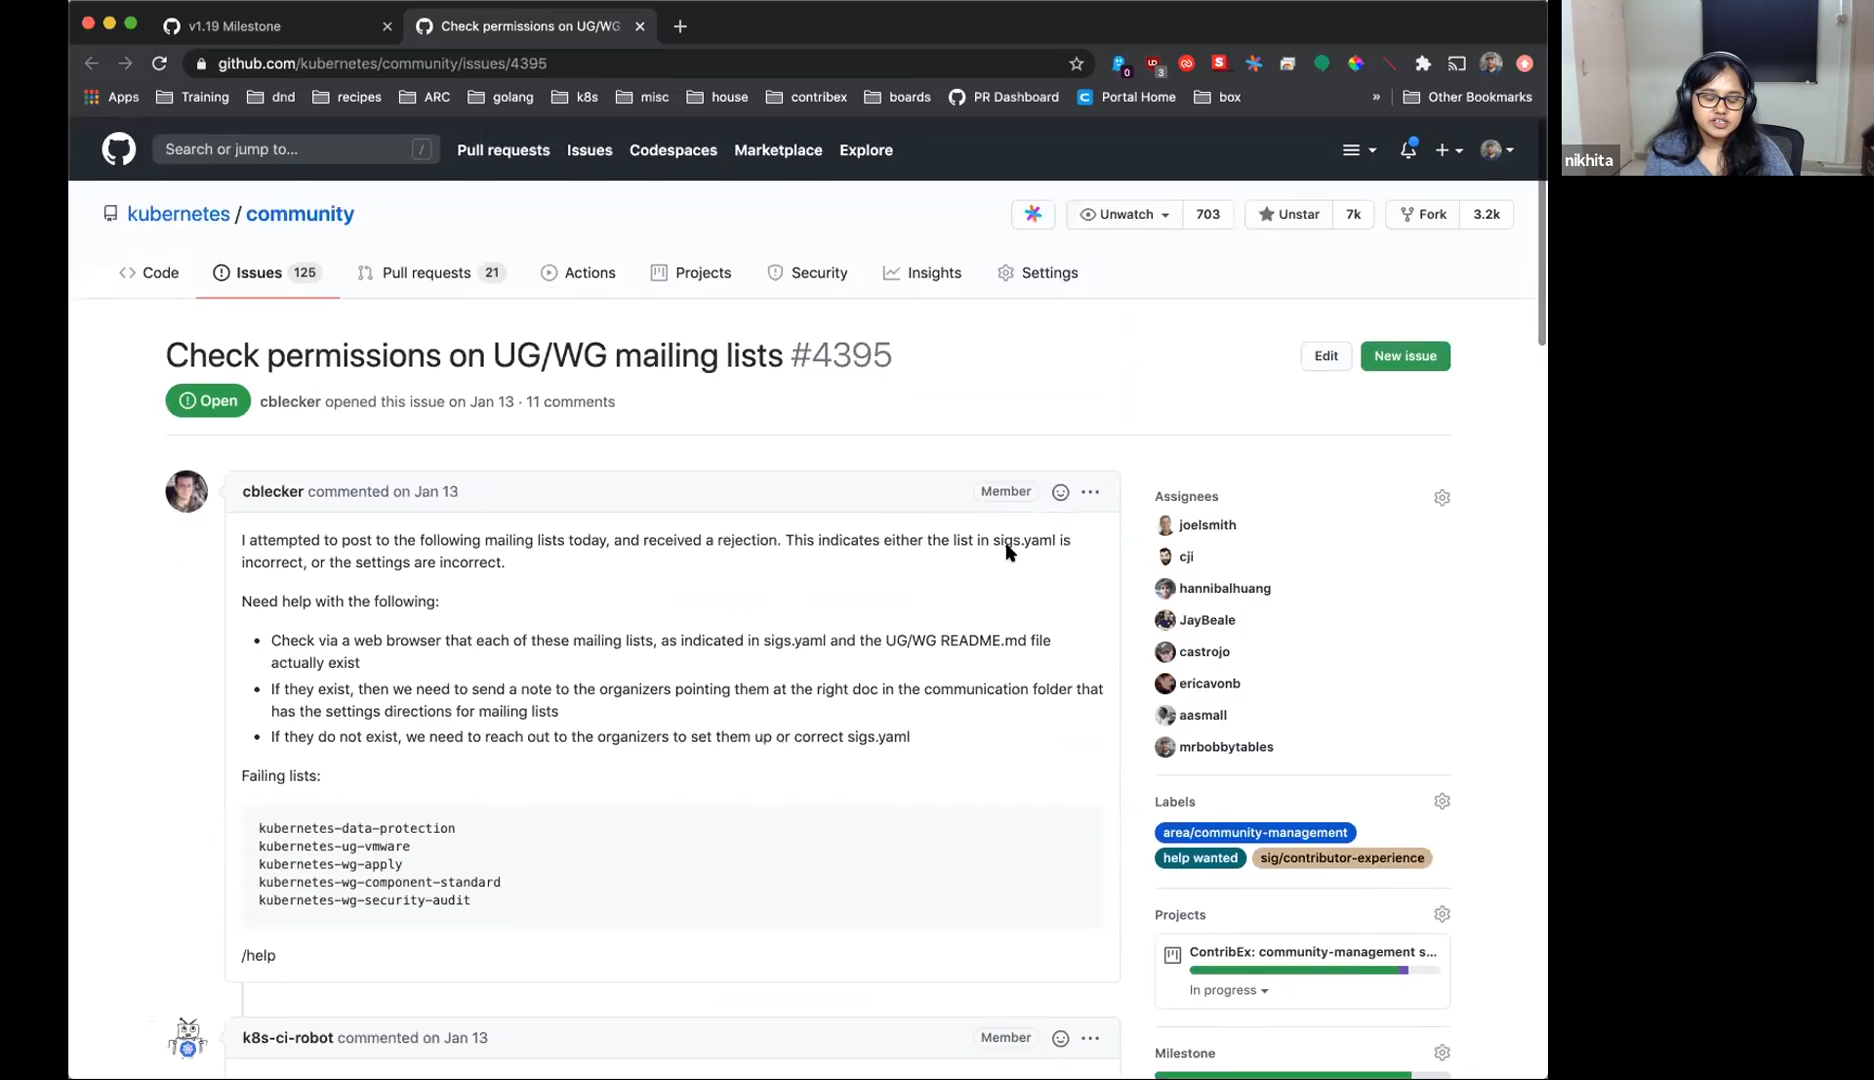 v1.19 Milestone
Check permissions on UG/WG
github.com/kubernetes/community/issues/4395
0
3
Apps
Training
dnd
recipes
ARC
golang
k8s
misc
house
contribex
boards
PR Dashboard
Portal Home
box
»
Other Bookmarks
Search or jump to...
/
Pull requests
Issues
Codespaces
Marketplace
Explore
nikhita
kubernetes / community
Unwatch
703
Unstar
7k
Fork
3.2k
Code
Issues 125
Pull requests 21
Actions
Projects
Security
Insights
Settings
Check permissions on UG/WG mailing lists #4395
Edit
New issue
Open
cblecker opened this issue on Jan 13 · 11 comments
cblecker commented on Jan 13
Member
I attempted to post to the following mailing lists today, and received a rejection. This indicates either the list in sigs.yaml is
incorrect, or the settings are incorrect.
Need help with the following:
• Check via a web browser that each of these mailing lists, as indicated in sigs.yaml and the UG/WG README.md file
actually exist
• If they exist, then we need to send a note to the organizers pointing them at the right doc in the communication folder that
has the settings directions for mailing lists
• If they do not exist, we need to reach out to the organizers to set them up or correct sigs.yaml
Failing lists:
kubernetes-data-protection
kubernetes-ug-vmware
kubernetes-wg-apply
kubernetes-wg-component-standard
kubernetes-wg-security-audit
/help
k8s-ci-robot commented on Jan 13
Member
Assignees
joelsmith
cji
hannibalhuang
JayBeale
castrojo
ericavonb
aasmall
mrbobbytables
Labels
area/community-management
help wanted
sig/contributor-experience
Projects
ContribEx: community-management s...
In progress
Milestone